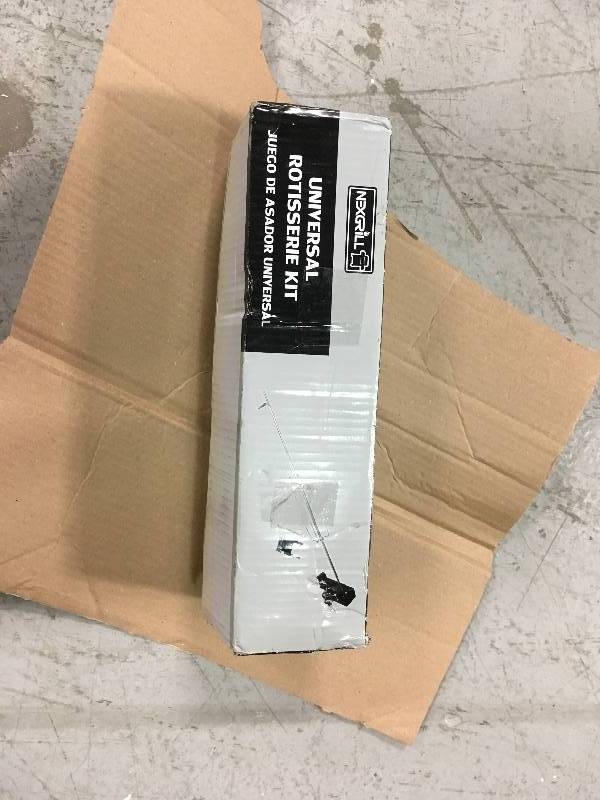 NEXGRILL
UNIVERSAL
ROTISSERIE KIT
JUEGO DE ASADOR UNIVERSAL